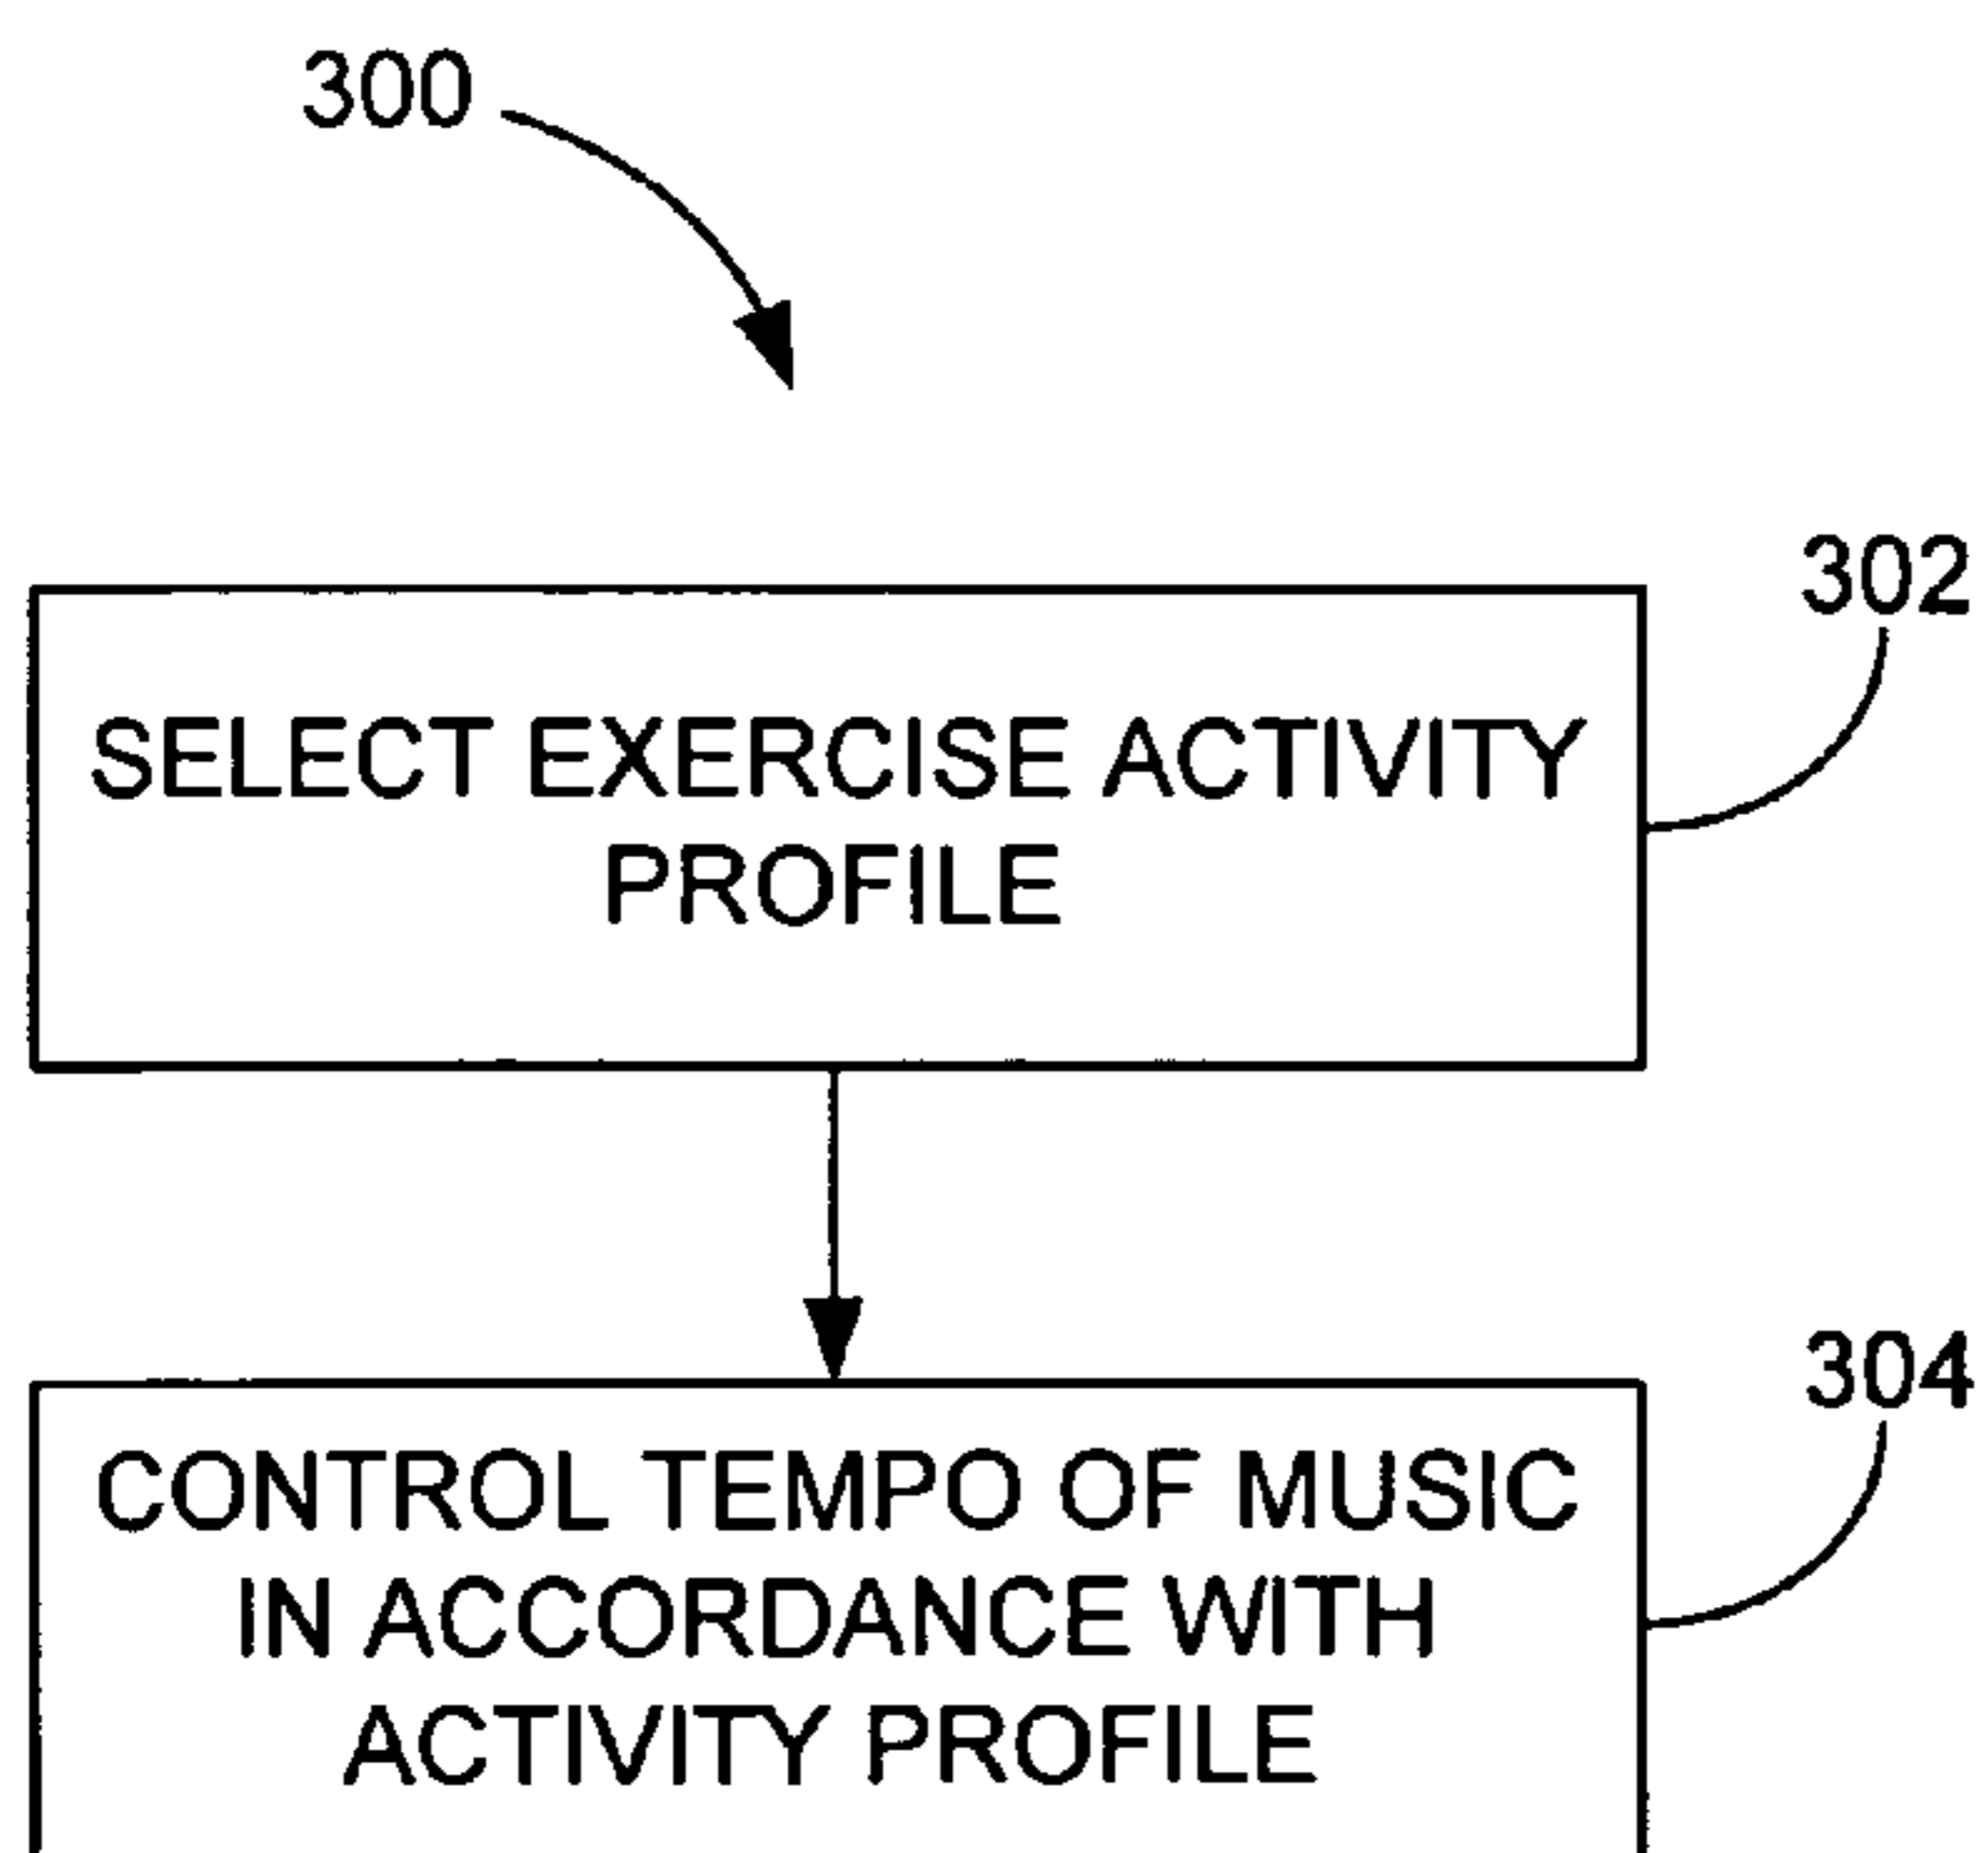 300
302
SELECT EXERCISE ACTIVITY
PROFILE
304
CONTROL TEMPO OF MUSIC
IN ACCORDANCE WITH
ACTIVITY PROFILE